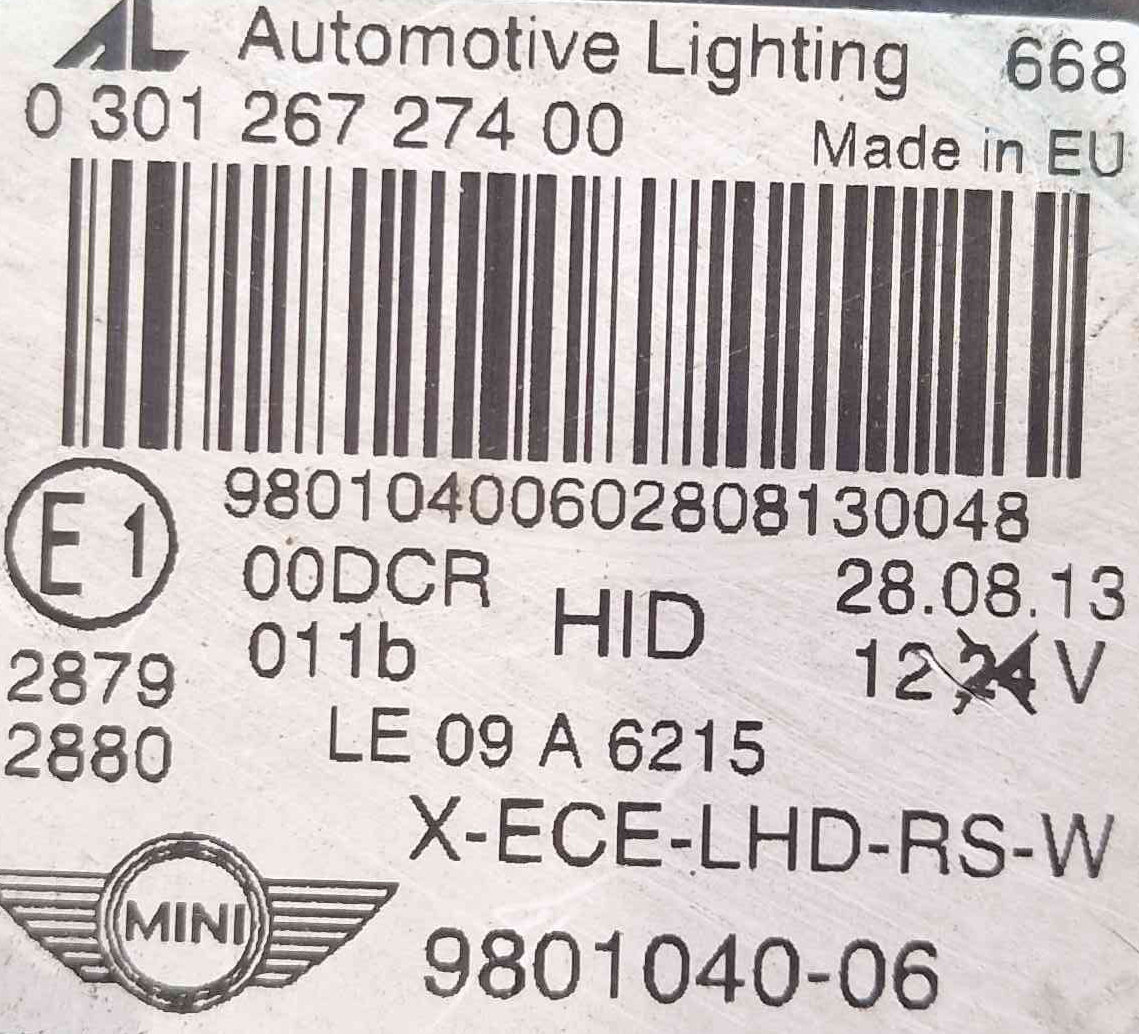 AL Automotive Lighting 668
0 301 267 274 00
Made in EU
98010400602808130048
E1
00DCR
HID
28.08.13
011b
12,24 V
2879
2880
LE 09 A 6215
X-ECE-LHD-RS-W
MINI
9801040-06